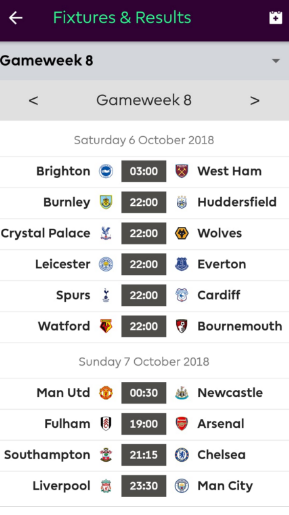 Fixtures & Results
Gameweek 8
< Gameweek 8 >
Saturday 6 October 2018
Brighton 03:00 West Ham
Burnley 22:00 Huddersfield
Crystal Palace 22:00 Wolves
Leicester 22:00 Everton
Spurs 22:00 Cardiff
Watford 22:00 Bournemouth
Sunday 7 October 2018
Man Utd 00:30 Newcastle
Fulham 19:00 Arsenal
Southampton 21:15 Chelsea
Liverpool 23:30 Man City